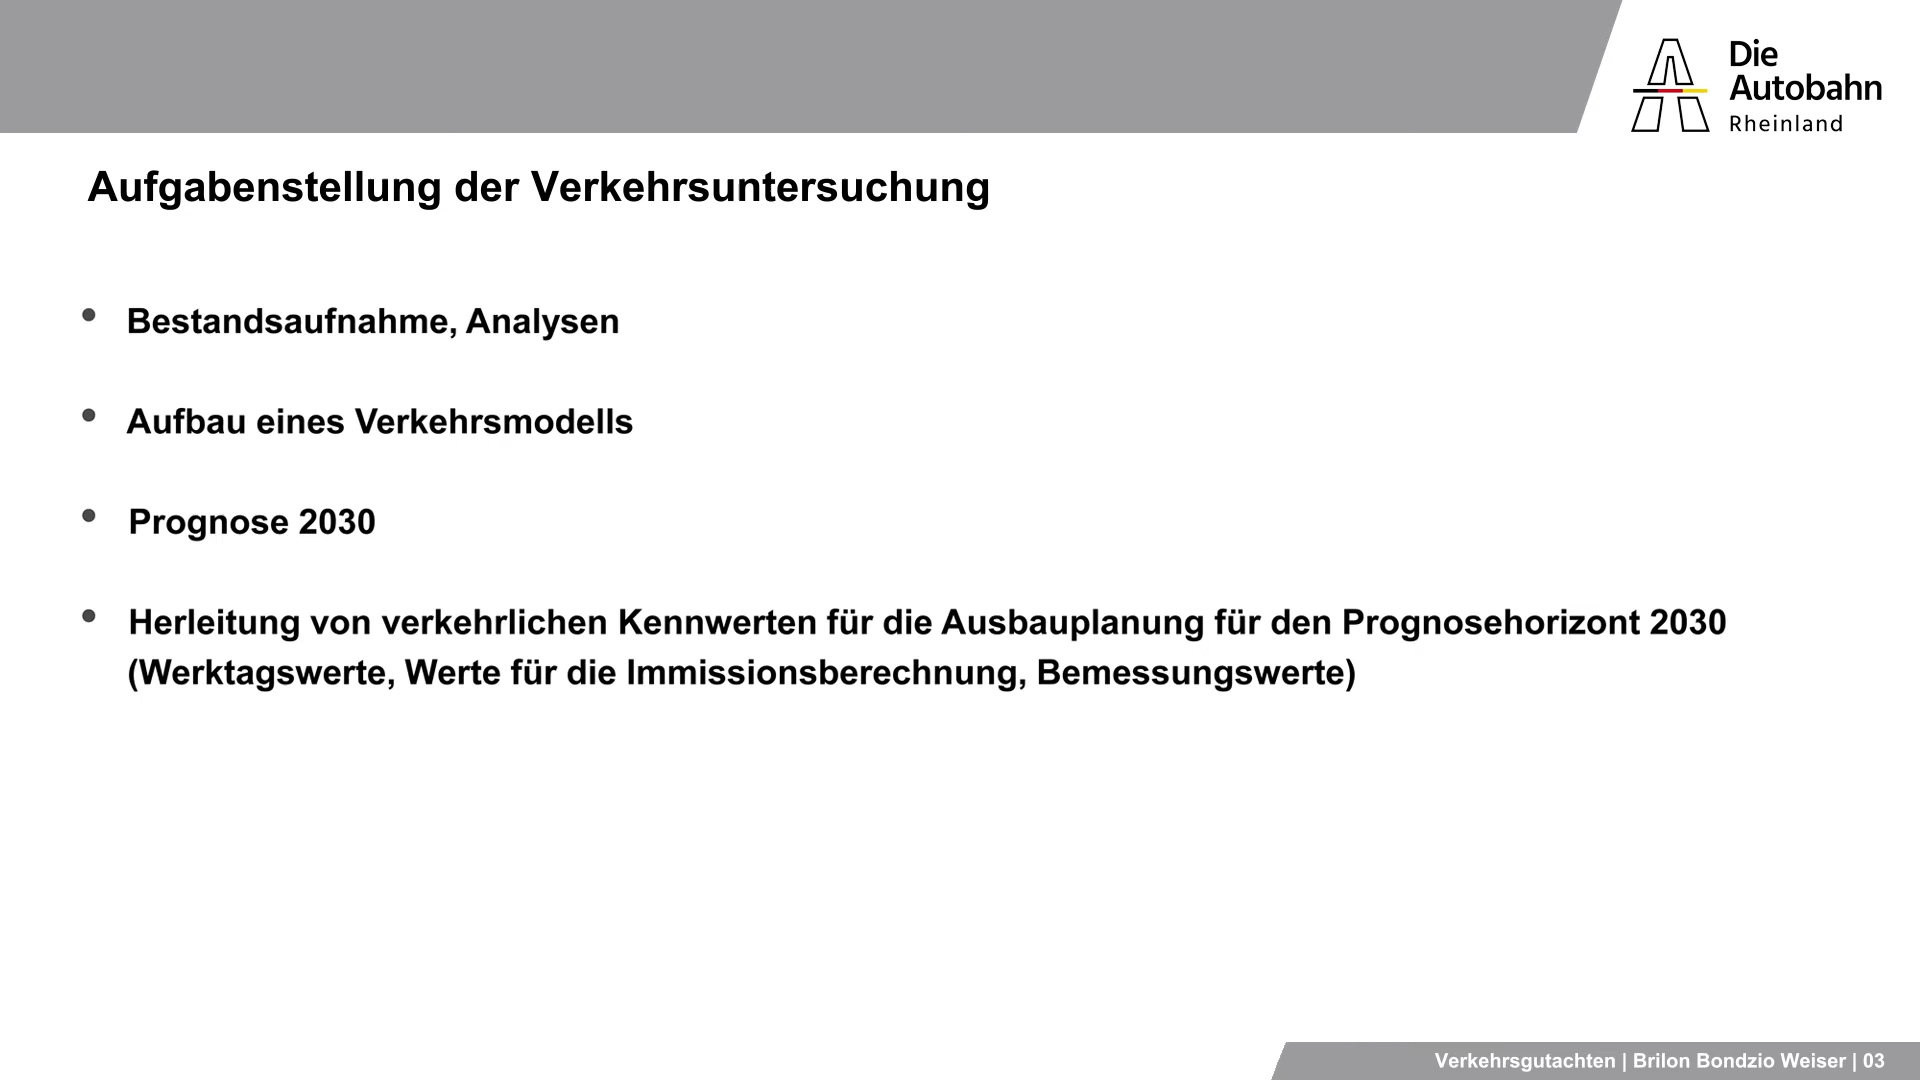 Die
Autobahn
Rheinland
Aufgabenstellung der Verkehrsuntersuchung
• Bestandsaufnahme, Analysen
• Aufbau eines Verkehrsmodells
• Prognose 2030
• Herleitung von verkehrlichen Kennwerten für die Ausbauplanung für den Prognosehorizont 2030
(Werktagswerte, Werte für die Immissionsberechnung, Bemessungswerte)
Verkehrsgutachten | Brilon Bondzio Weiser | 03